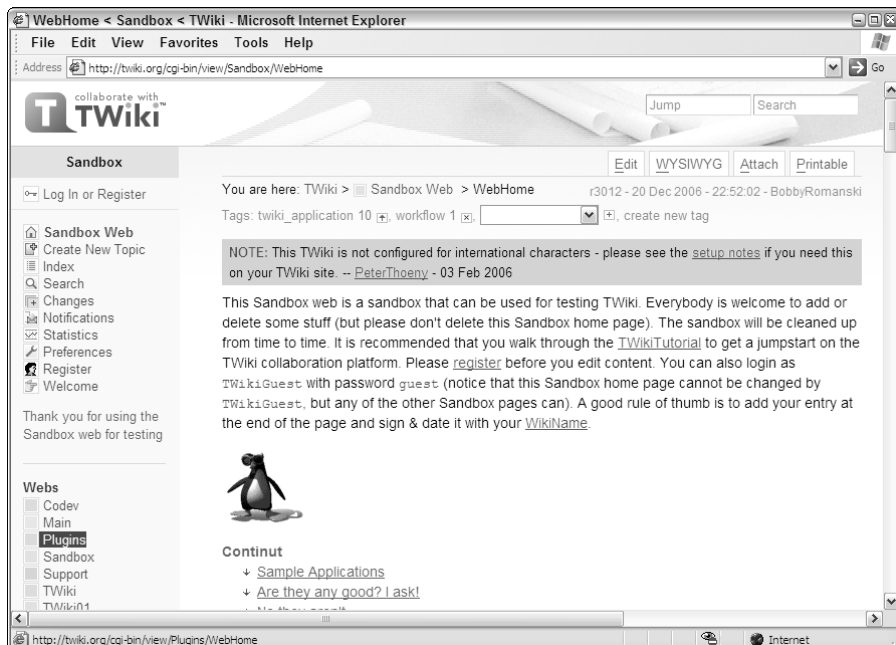 WebHome < Sandbox < TWiki - Microsoft Internet Explorer
File Edit View Favorites Tools Help
Address http://twiki.org/cgi-bin/view/Sandbox/WebHome Go
collaborate with
TWiki™
Jump Search
Sandbox
Edit WYSIWYG Attach Printable
Log In or Register
You are here: TWiki > Sandbox Web > WebHome
r3012 - 20 Dec 2006 - 22:52:02 - BobbyRomanski
Tags: twiki_application 10, workflow 1, create new tag
Sandbox Web
Create New Topic
Index
Search
Changes
Notifications
Statistics
Preferences
Register
Welcome
Thank you for using the
Sandbox web for testing
Webs
Codev
Main
Plugins
Sandbox
Support
TWiki
TWiki01
NOTE: This TWiki is not configured for international characters - please see the setup notes if you need this
on your TWiki site. -- PeterThoeny - 03 Feb 2006
This Sandbox web is a sandbox that can be used for testing TWiki. Everybody is welcome to add or
delete some stuff (but please don't delete this Sandbox home page). The sandbox will be cleaned up
from time to time. It is recommended that you walk through the TWikiTutorial to get a jumpstart on the
TWiki collaboration platform. Please register before you edit content. You can also login as
TWikiGuest with password guest (notice that this Sandbox home page cannot be changed by
TWikiGuest, but any of the other Sandbox pages can). A good rule of thumb is to add your entry at
the end of the page and sign & date it with your WikiName.
Continut
Sample Applications
Are they any good? I ask!
No they aren't
http://twiki.org/cgi-bin/view/Plugins/WebHome
Internet